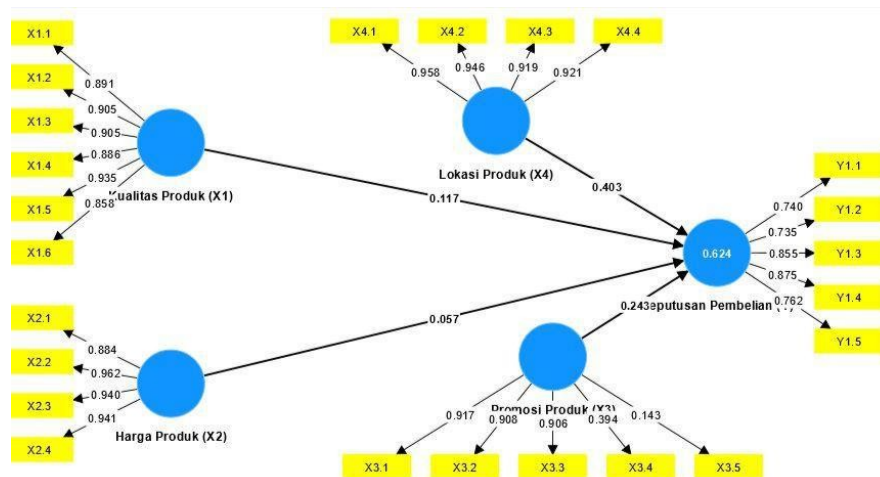 X1.1
X1.2
X1.3
X1.4
X1.5
X1.6
0.891
0.905
0.905
0.886
0.935
0.858
Kualitas Produk (X1)
X4.1
X4.2
X4.3
X4.4
0.958
0.946
0.919
0.921
Lokasi Produk (X4)
0.117
0.403
0.057
0.243
0.624
eputusan Pembelian
Y1.1
Y1.2
Y1.3
Y1.4
Y1.5
0.740
0.735
0.855
0.875
0.762
X2.1
X2.2
X2.3
X2.4
0.884
0.962
0.940
0.941
Harga Produk (X2)
Promosi Produk (X3)
0.917
0.908
0.906
0.394
0.143
X3.1
X3.2
X3.3
X3.4
X3.5